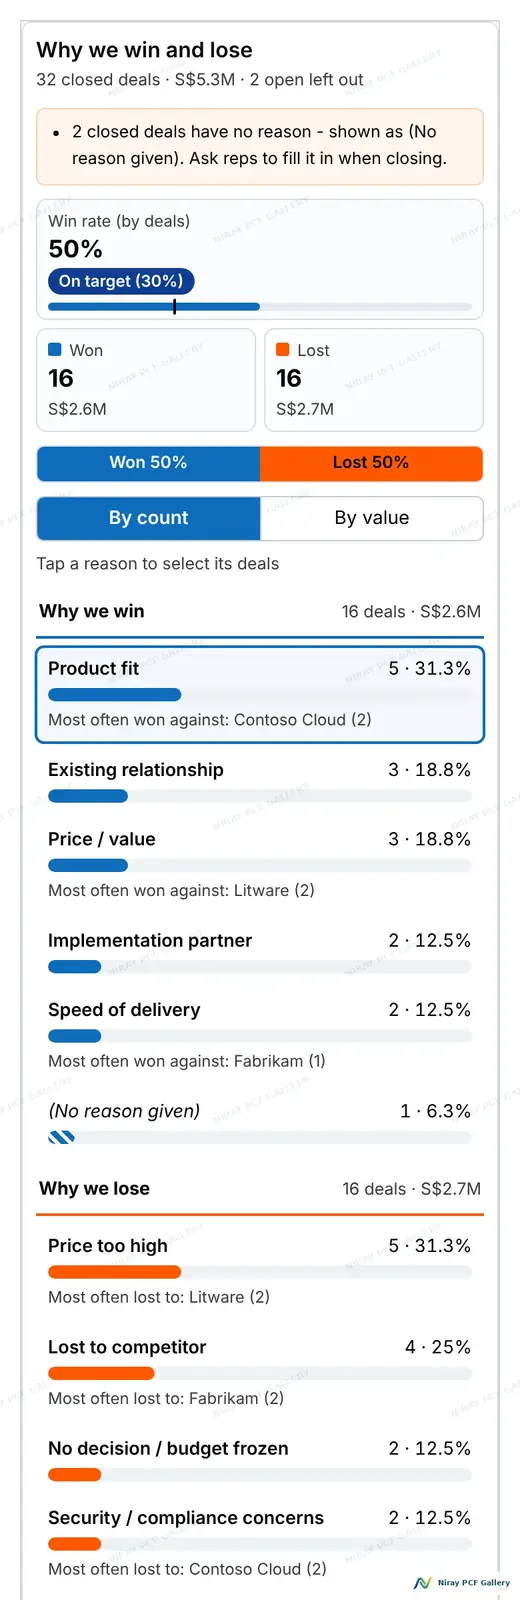 Why we win and lose
32 closed deals · S$5.3M · 2 open left out
• 2 closed deals have no reason - shown as (No
reason given). Ask reps to fill it in when closing.
Win rate (by deals)
50%
On target (30%)
Won
16
S$2.6M
Lost
16
S$2.7M
Won 50%
Lost 50%
By count
By value
Tap a reason to select its deals
Why we win
16 deals · S$2.6M
Product fit
5 · 31.3%
Most often won against: Contoso Cloud (2)
Existing relationship
3 · 18.8%
Price / value
3 · 18.8%
Most often won against: Litware (2)
Implementation partner
2 · 12.5%
Speed of delivery
2 · 12.5%
Most often won against: Fabrikam (1)
(No reason given)
1 · 6.3%
Why we lose
16 deals · S$2.7M
Price too high
5 · 31.3%
Most often lost to: Litware (2)
Lost to competitor
4 · 25%
Most often lost to: Fabrikam (2)
No decision / budget frozen
2 · 12.5%
Security / compliance concerns
2 · 12.5%
Most often lost to: Contoso Cloud (2)
Niray PCF Gallery